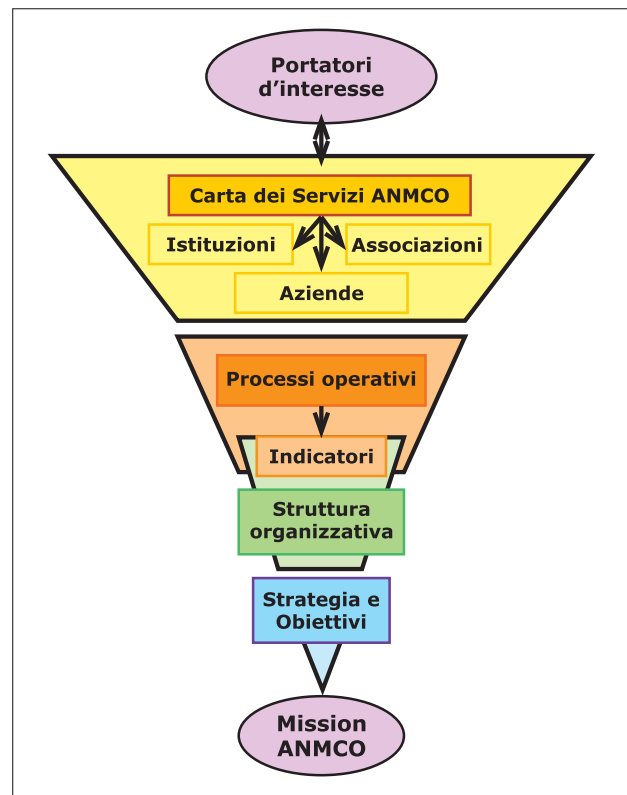 Portatori
d'interesse
Carta dei Servizi ANMCO
Istituzioni
Associazioni
Aziende
Processi operativi
Indicatori
Struttura
organizzativa
Strategia e
Obiettivi
Mission
ANMCO